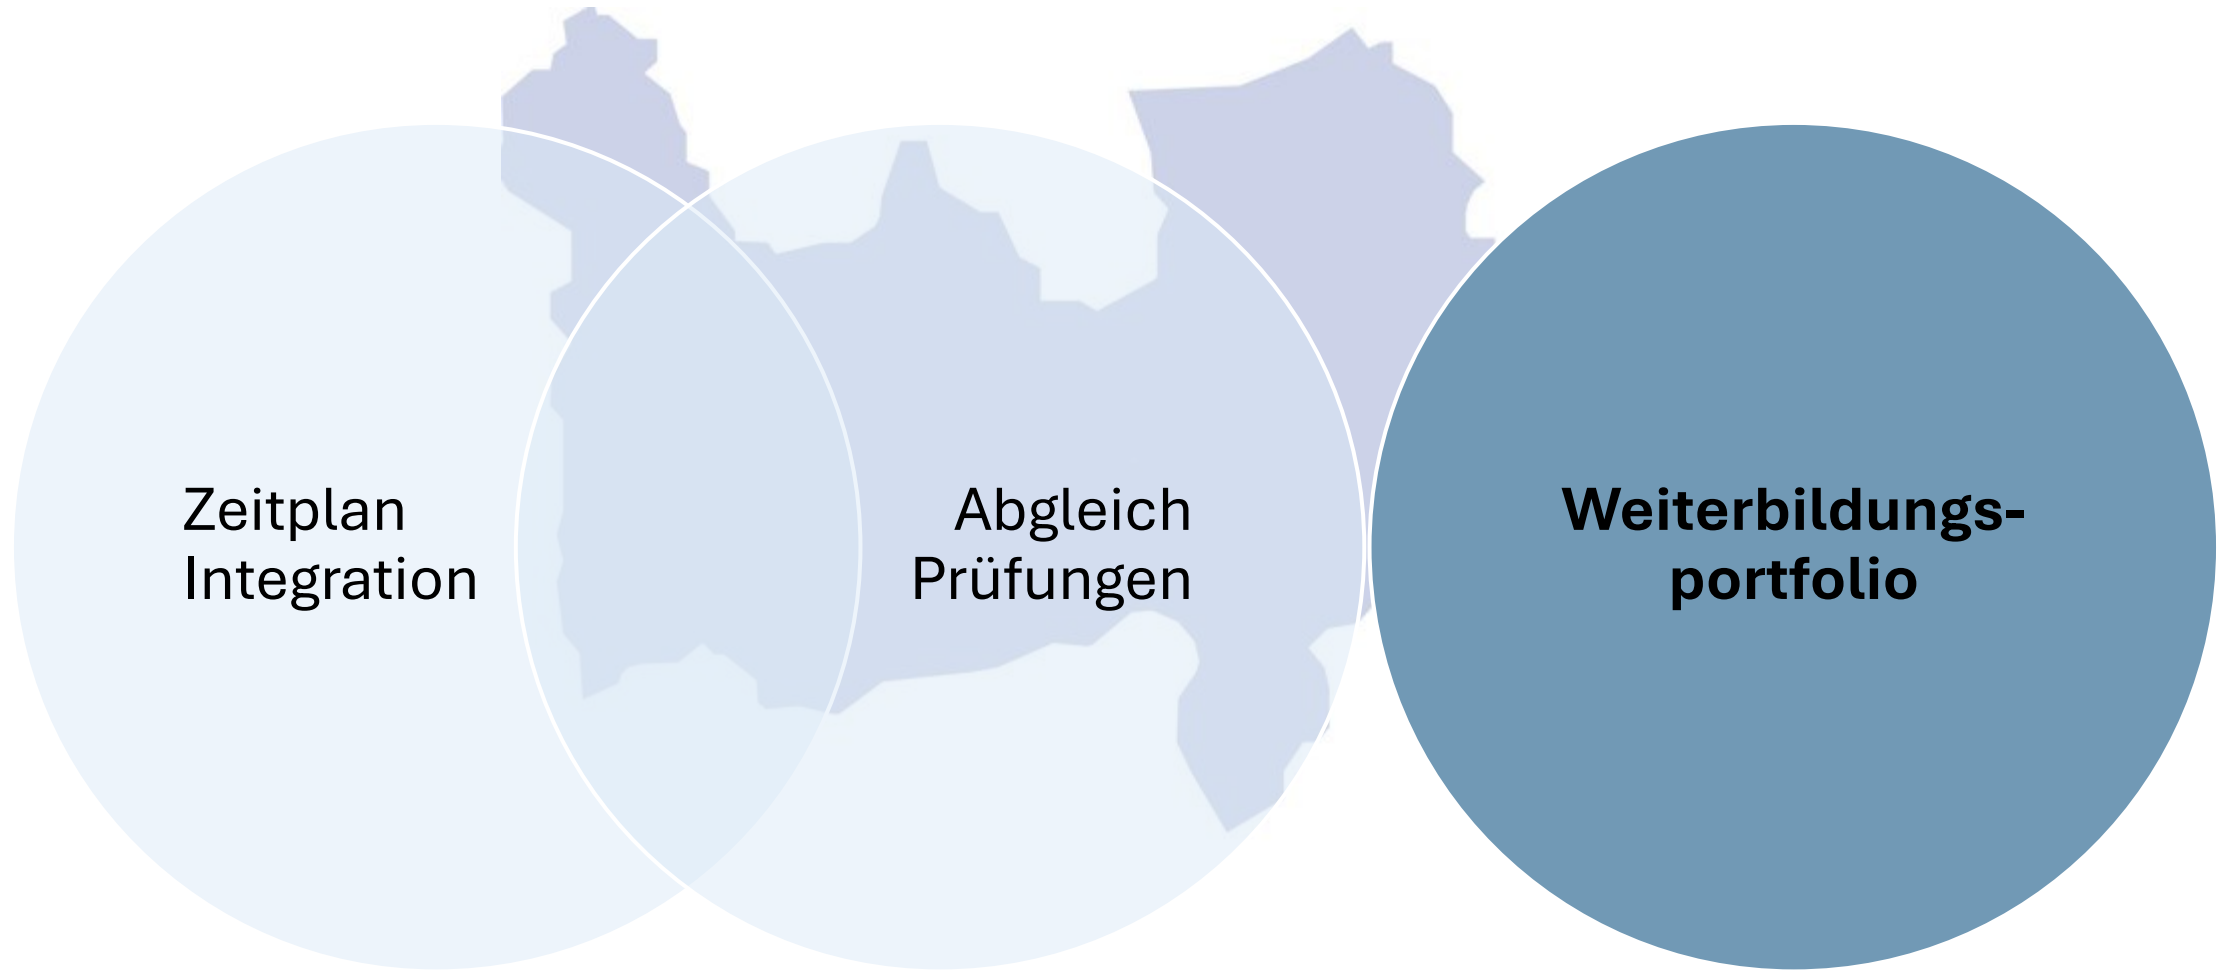 Zeitplan
Integration
Abgleich
Prüfungen
Weiterbildungs-
portfolio